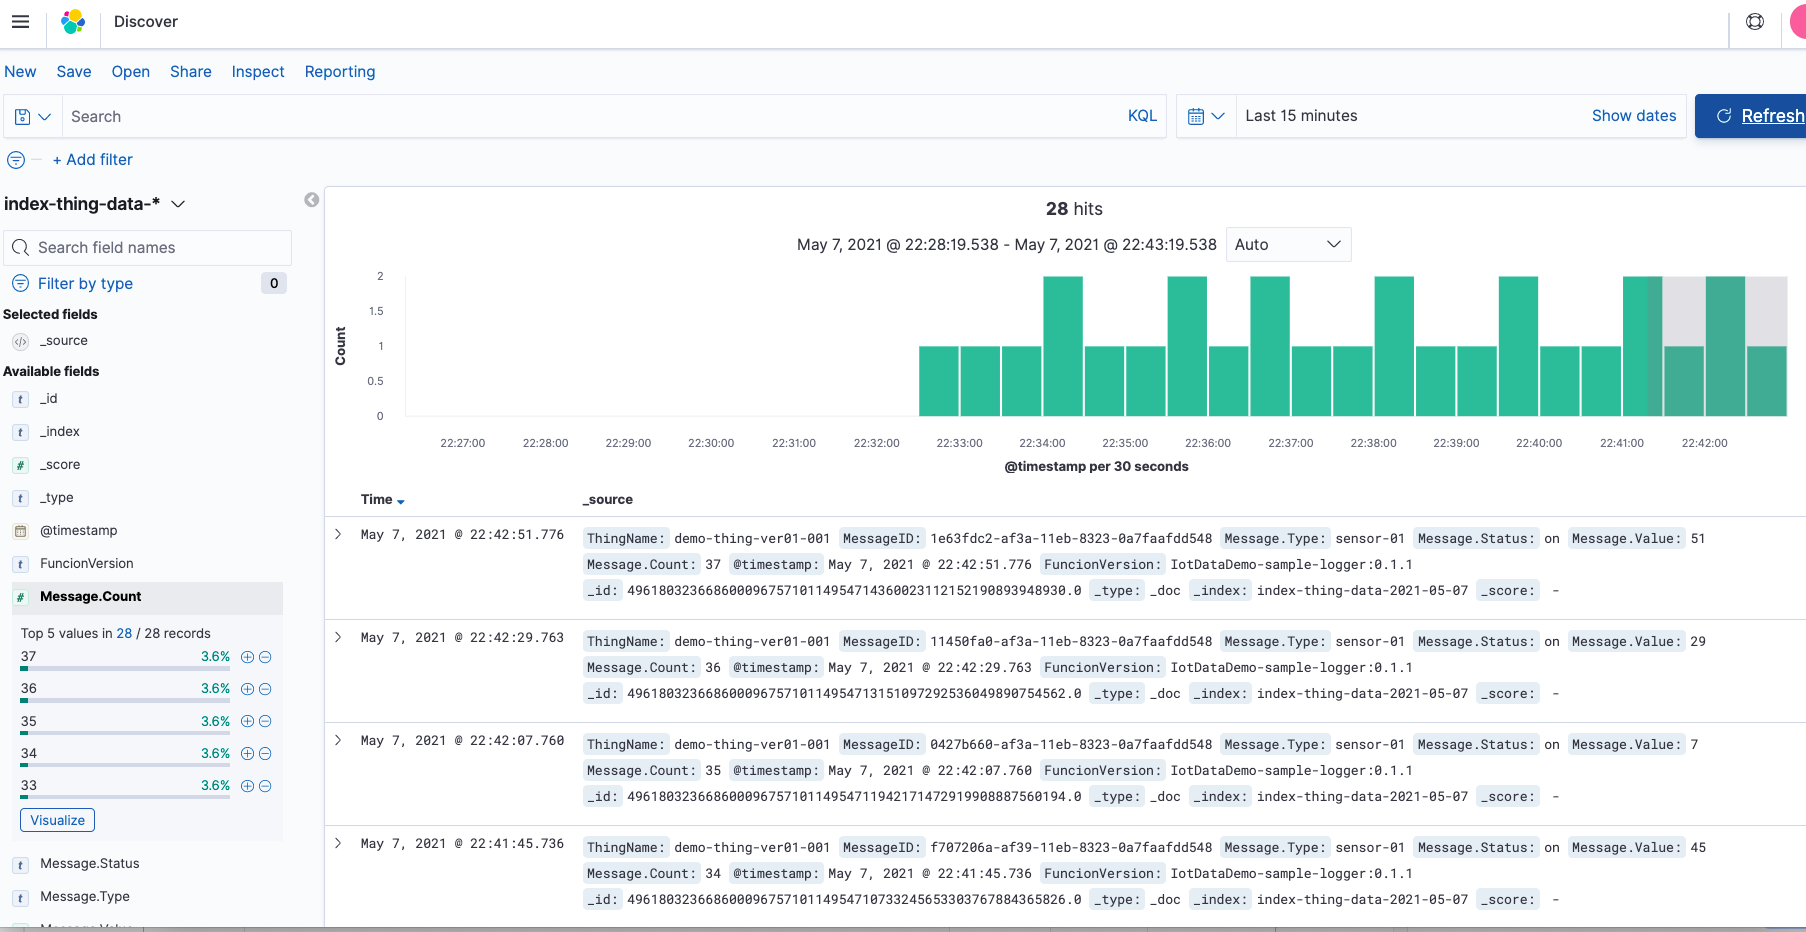 Discover
New Save Open Share Inspect Reporting
Search KQL Last 15 minutes Show dates Refresh
+ Add filter
index-thing-data-*
Search field names
Filter by type 0
Selected fields
_source
Available fields
_id
_index
_score
_type
@timestamp
FuncionVersion
Message.Count
Top 5 values in 28 / 28 records
37 3.6%
36 3.6%
35 3.6%
34 3.6%
33 3.6%
Visualize
Message.Status
Message.Type
28 hits
May 7, 2021 @ 22:28:19.538 - May 7, 2021 @ 22:43:19.538 Auto
Count
2
1.5
1
0.5
0
22:27:00 22:28:00 22:29:00 22:30:00 22:31:00 22:32:00 22:33:00 22:34:00 22:35:00 22:36:00 22:37:00 22:38:00 22:39:00 22:40:00 22:41:00 22:42:00
@timestamp per 30 seconds
Time _source
May 7, 2021 @ 22:42:51.776 ThingName: demo-thing-ver01-001 MessageID: 1e63fdc2-af3a-11eb-8323-0a7faafdd548 Message.Type: sensor-01 Message.Status: on Message.Value: 51
Message.Count: 37 @timestamp: May 7, 2021 @ 22:42:51.776 FuncionVersion: IotDataDemo-sample-logger:0.1.1
_id: 49618032366860009675710114954714360023112152190893948930.0 _type: _doc _index: index-thing-data-2021-05-07 _score: -
May 7, 2021 @ 22:42:29.763 ThingName: demo-thing-ver01-001 MessageID: 11450fa0-af3a-11eb-8323-0a7faafdd548 Message.Type: sensor-01 Message.Status: on Message.Value: 29
Message.Count: 36 @timestamp: May 7, 2021 @ 22:42:29.763 FuncionVersion: IotDataDemo-sample-logger:0.1.1
_id: 49618032366860009675710114954713151097292536049890754562.0 _type: _doc _index: index-thing-data-2021-05-07 _score: -
May 7, 2021 @ 22:42:07.760 ThingName: demo-thing-ver01-001 MessageID: 0427b660-af3a-11eb-8323-0a7faafdd548 Message.Type: sensor-01 Message.Status: on Message.Value: 7
Message.Count: 35 @timestamp: May 7, 2021 @ 22:42:07.760 FuncionVersion: IotDataDemo-sample-logger:0.1.1
_id: 49618032366860009675710114954711942171472919908887560194.0 _type: _doc _index: index-thing-data-2021-05-07 _score: -
May 7, 2021 @ 22:41:45.736 ThingName: demo-thing-ver01-001 MessageID: f707206a-af39-11eb-8323-0a7faafdd548 Message.Type: sensor-01 Message.Status: on Message.Value: 45
Message.Count: 34 @timestamp: May 7, 2021 @ 22:41:45.736 FuncionVersion: IotDataDemo-sample-logger:0.1.1
_id: 49618032366860009675710114954710733245653303767884365826.0 _type: _doc _index: index-thing-data-2021-05-07 _score: -